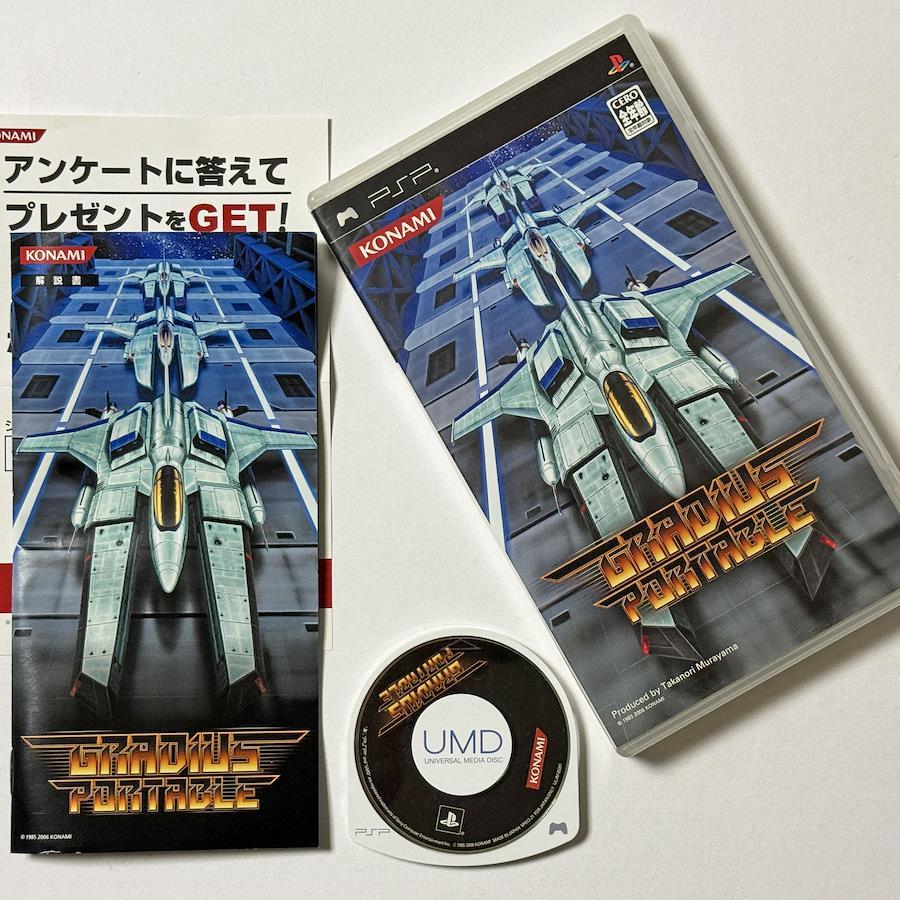 KONAMI
アンケートに答えて
プレゼントをGET!
KONAMI
解説書
GRADIUS
PORTABLE
© 1985 2006 KONAMI
PSP
CERO
全年齢
KONAMI
GRADIUS
PORTABLE
Produced by Takanori Murayama
© 1985 2006 KONAMI
GRADIUS
PORTABLE
UMD
UNIVERSAL MEDIA DISC
KONAMI
PSP